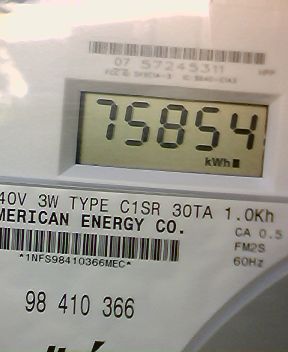 07 57245311
75854
kWh
40V 3W TYPE C1SR 30TA 1.0Kh
MERICAN ENERGY CO.
CA 0.5
FM2S
60Hz
*1NFS98410366MEC*
98 410 366